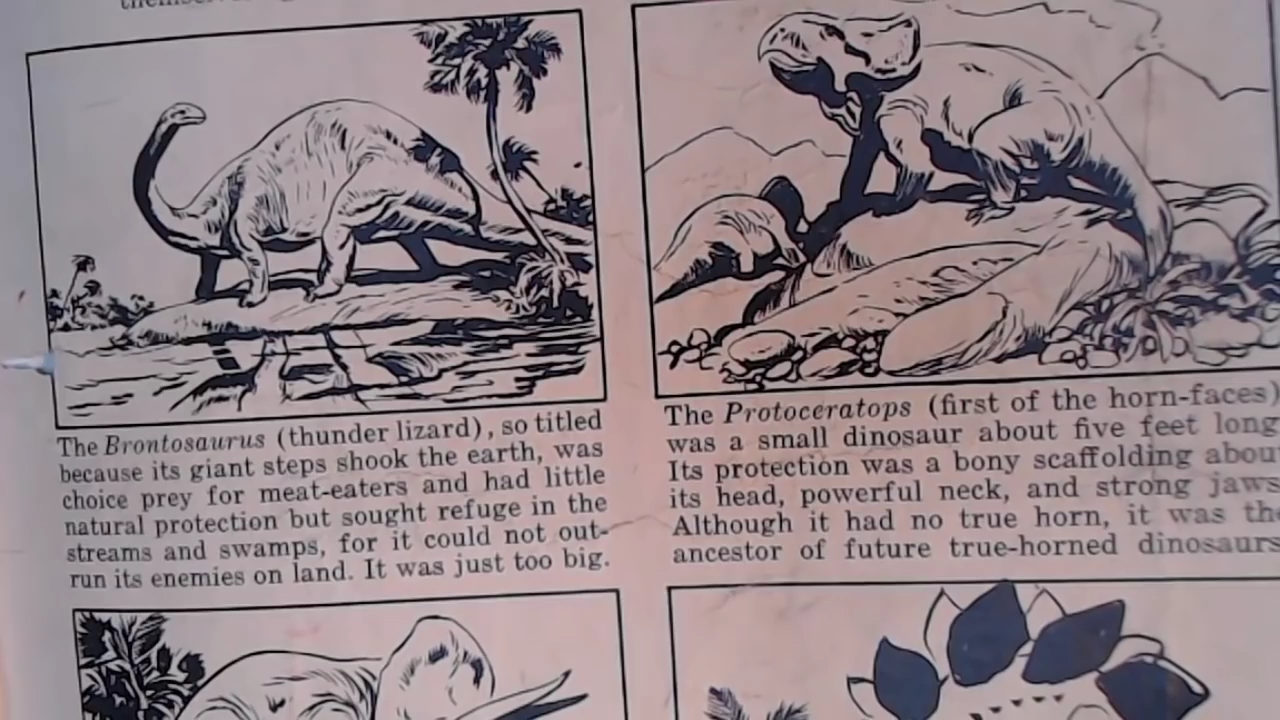 The Brontosaurus (thunder lizard), so titled
because its giant steps shook the earth, was
choice prey for meat-eaters and had little
natural protection but sought refuge in the
streams and swamps, for it could not out-
run its enemies on land. It was just too big.
The Protoceratops (first of the horn-faces)
was a small dinosaur about five feet long
Its protection was a bony scaffolding abou
its head, powerful neck, and strong jaws
Although it had no true horn, it was th
ancestor of future true-horned dinosaurs